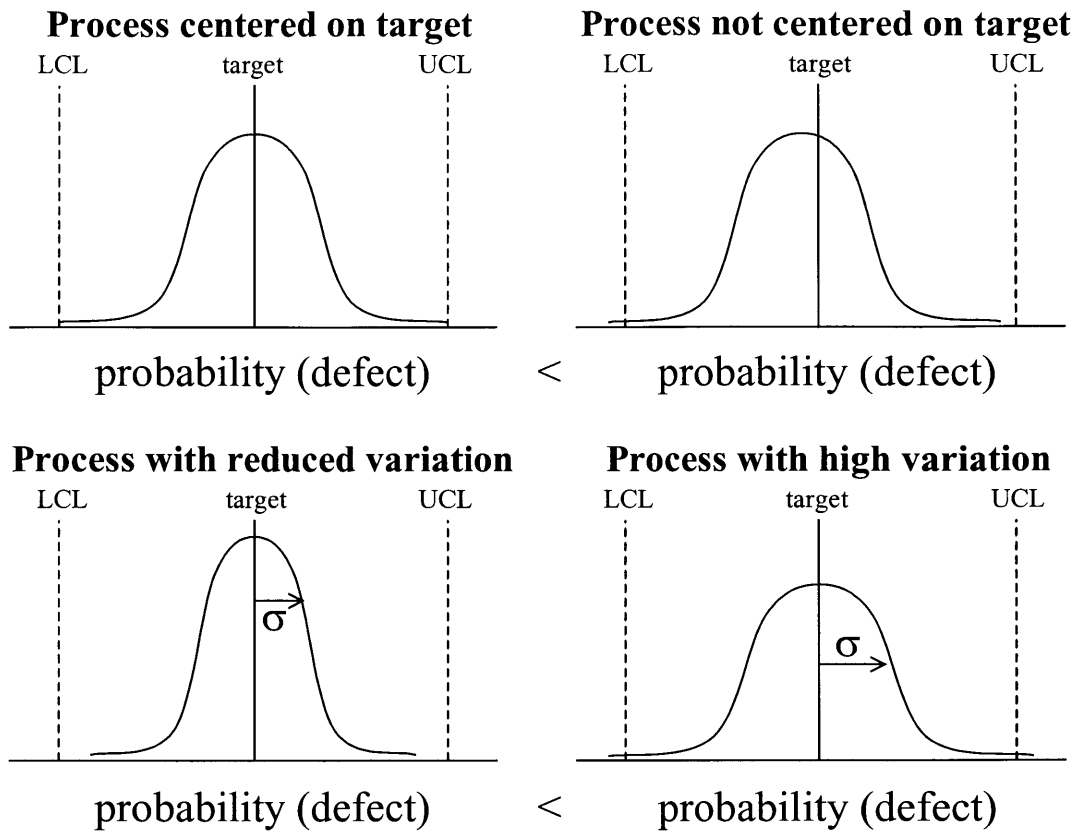 Process centered on target
LCL target UCL
probability (defect)
<
Process not centered on target
LCL target UCL
probability (defect)
Process with reduced variation
LCL target UCL
σ
probability (defect)
<
Process with high variation
LCL target UCL
σ
probability (defect)